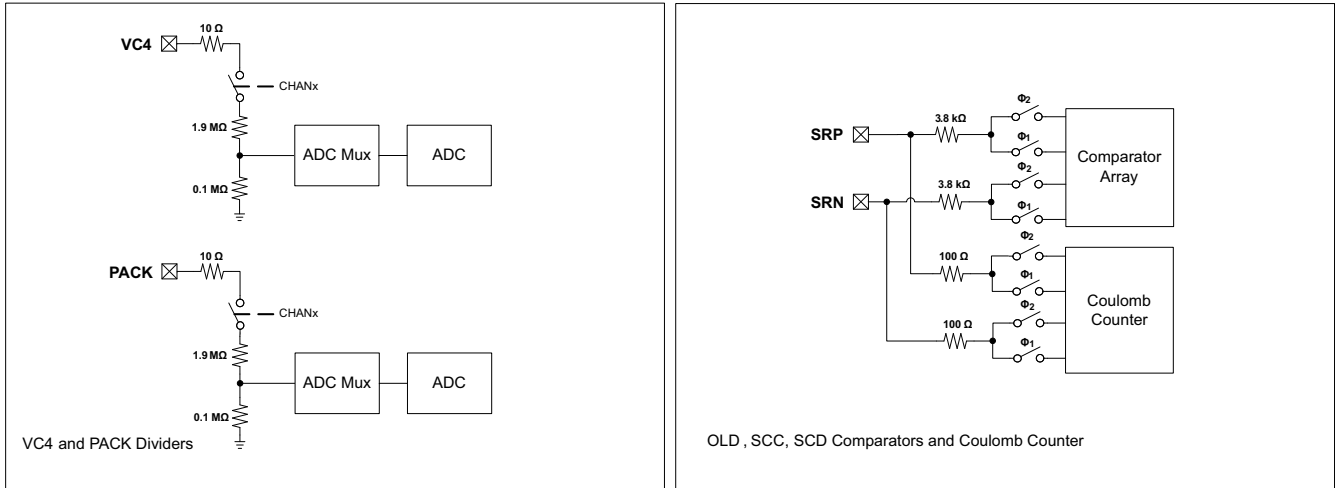 10 Ω
VC4
CHANx
1.9 MΩ
ADC Mux
ADC
0.1 MΩ
10 Ω
PACK
CHANx
1.9 MΩ
ADC Mux
ADC
0.1 MΩ
VC4 and PACK Dividers
Φ2
3.8 kΩ
SRP
Φ1
Comparator
Array
Φ2
3.8 kΩ
SRN
Φ1
Φ2
100 Ω
Φ1
Coulomb
Counter
Φ2
100 Ω
Φ1
OLD , SCC, SCD Comparators and Coulomb Counter